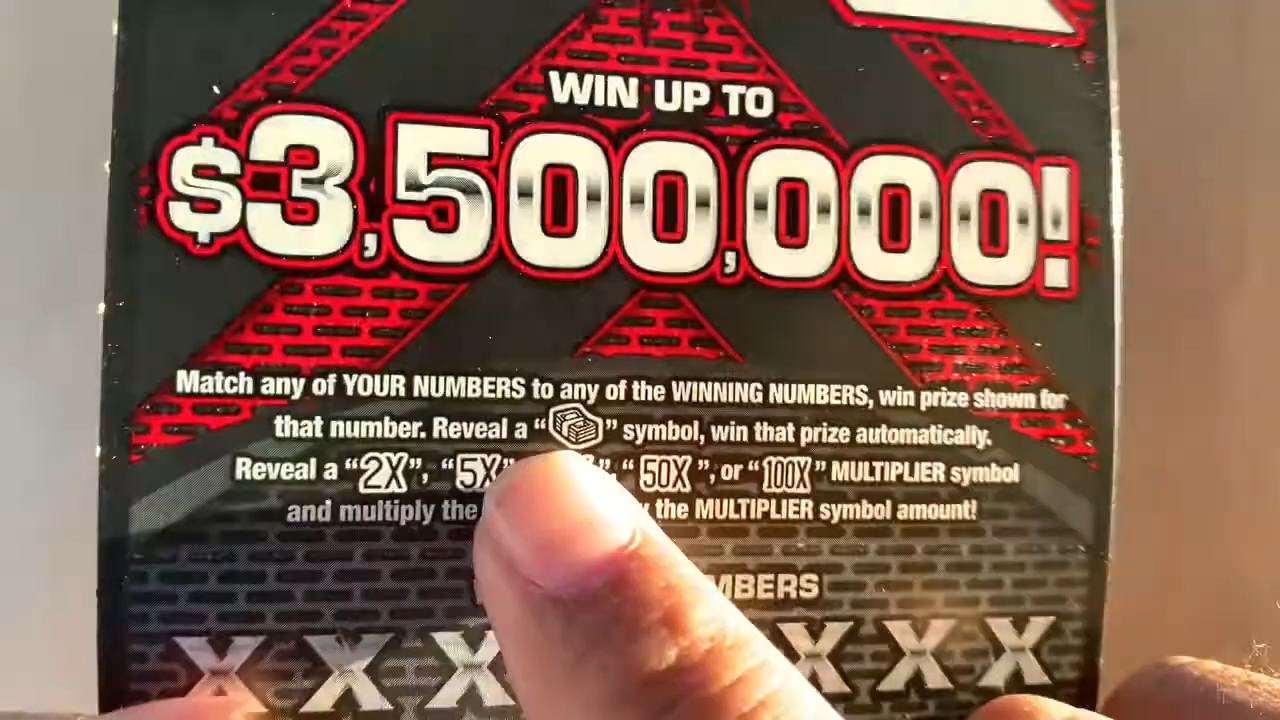 WIN UP TO
$3,500,000!
Match any of YOUR NUMBERS to any of the WINNING NUMBERS, win prize shown for
that number. Reveal a “ ” symbol, win that prize automatically.
Reveal a “2X”, “5X” ”, “50X”, or “100X” MULTIPLIER symbol
and multiply the the MULTIPLIER symbol amount!
X X X X X X